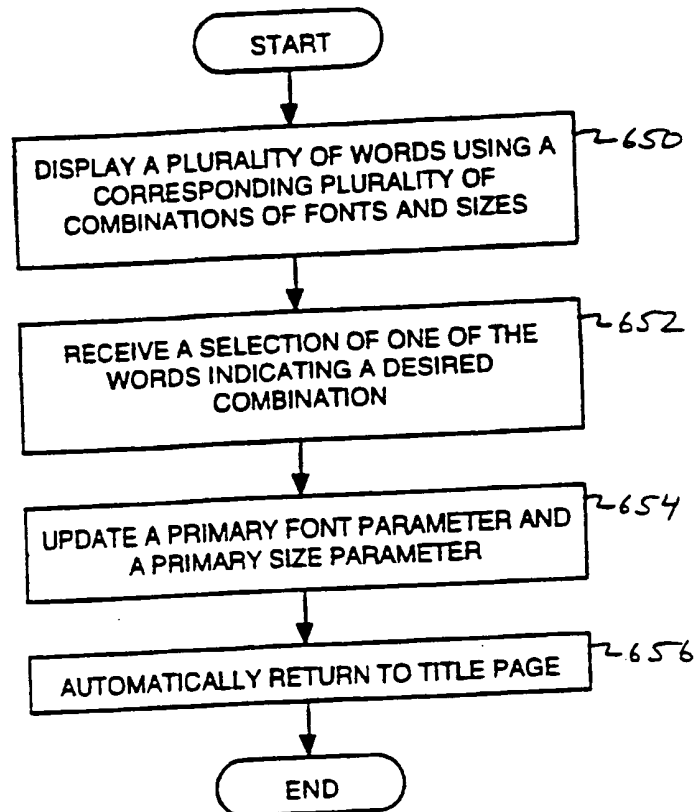 START
DISPLAY A PLURALITY OF WORDS USING A
CORRESPONDING PLURALITY OF
COMBINATIONS OF FONTS AND SIZES
650
RECEIVE A SELECTION OF ONE OF THE
WORDS INDICATING A DESIRED
COMBINATION
652
UPDATE A PRIMARY FONT PARAMETER AND
A PRIMARY SIZE PARAMETER
654
AUTOMATICALLY RETURN TO TITLE PAGE
656
END